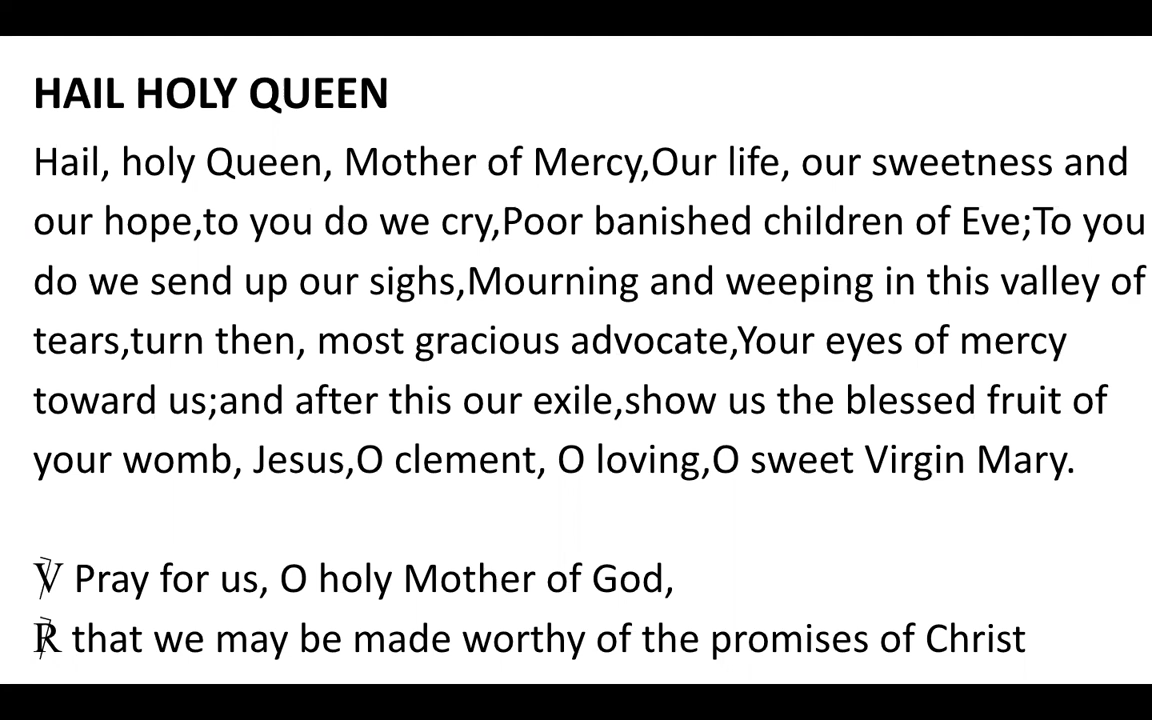 HAIL HOLY QUEEN
Hail, holy Queen, Mother of Mercy,Our life, our sweetness and
our hope,to you do we cry,Poor banished children of Eve;To you
do we send up our sighs,Mourning and weeping in this valley of
tears,turn then, most gracious advocate,Your eyes of mercy
toward us;and after this our exile,show us the blessed fruit of
your womb, Jesus,O clement, O loving,O sweet Virgin Mary.
℣ Pray for us, O holy Mother of God,
℟ that we may be made worthy of the promises of Christ